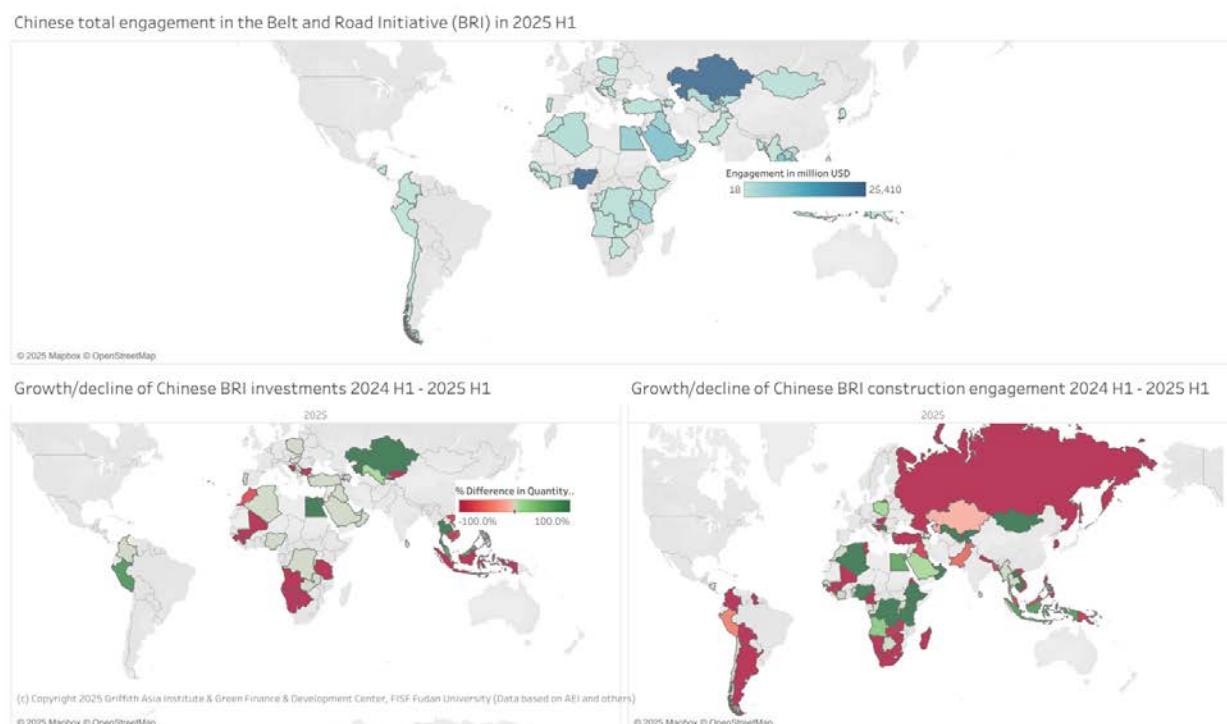 Chinese total engagement in the Belt and Road Initiative (BRI) in 2025 H1
Engagement in million USD
18 25,410
© 2025 Mapbox © OpenStreetMap
Growth/decline of Chinese BRI investments 2024 H1 - 2025 H1
2025
% Difference in Quantity..
-100.0% 100.0%
(c) Copyright 2025 Griffith Asia Institute & Green Finance & Development Center, FISF Fudan University (Data based on AEI and others)
© 2025 Mapbox © OpenStreetMap
Growth/decline of Chinese BRI construction engagement 2024 H1 - 2025 H1
2025
© 2025 Mapbox © OpenStreetMap